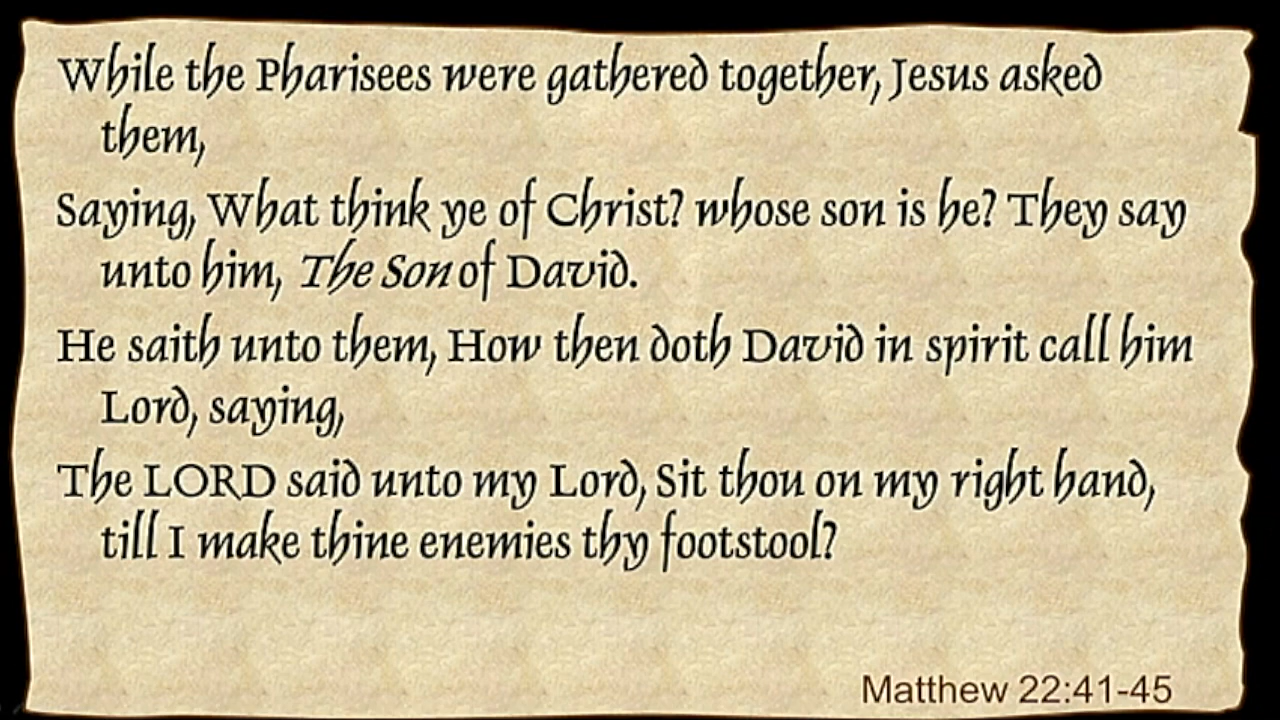 While the Pharisees were gathered together, Jesus asked
them,
Saying, What think ye of Christ? whose son is he? They say
unto him, The Son of David.
He saith unto them, How then doth David in spirit call him
Lord, saying,
The LORD said unto my Lord, Sit thou on my right hand,
till I make thine enemies thy footstool?
Matthew 22:41-45